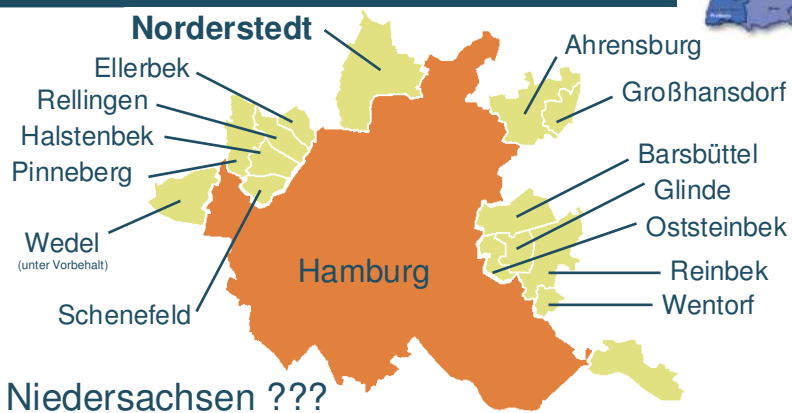 Norderstedt
Ellerbek
Rellingen
Halstenbek
Pinneberg
Wedel
(unter Vorbehalt)
Schenefeld
Ahrensburg
Großhansdorf
Barsbüttel
Glinde
Oststeinbek
Reinbek
Wentorf
Hamburg
Niedersachsen ???